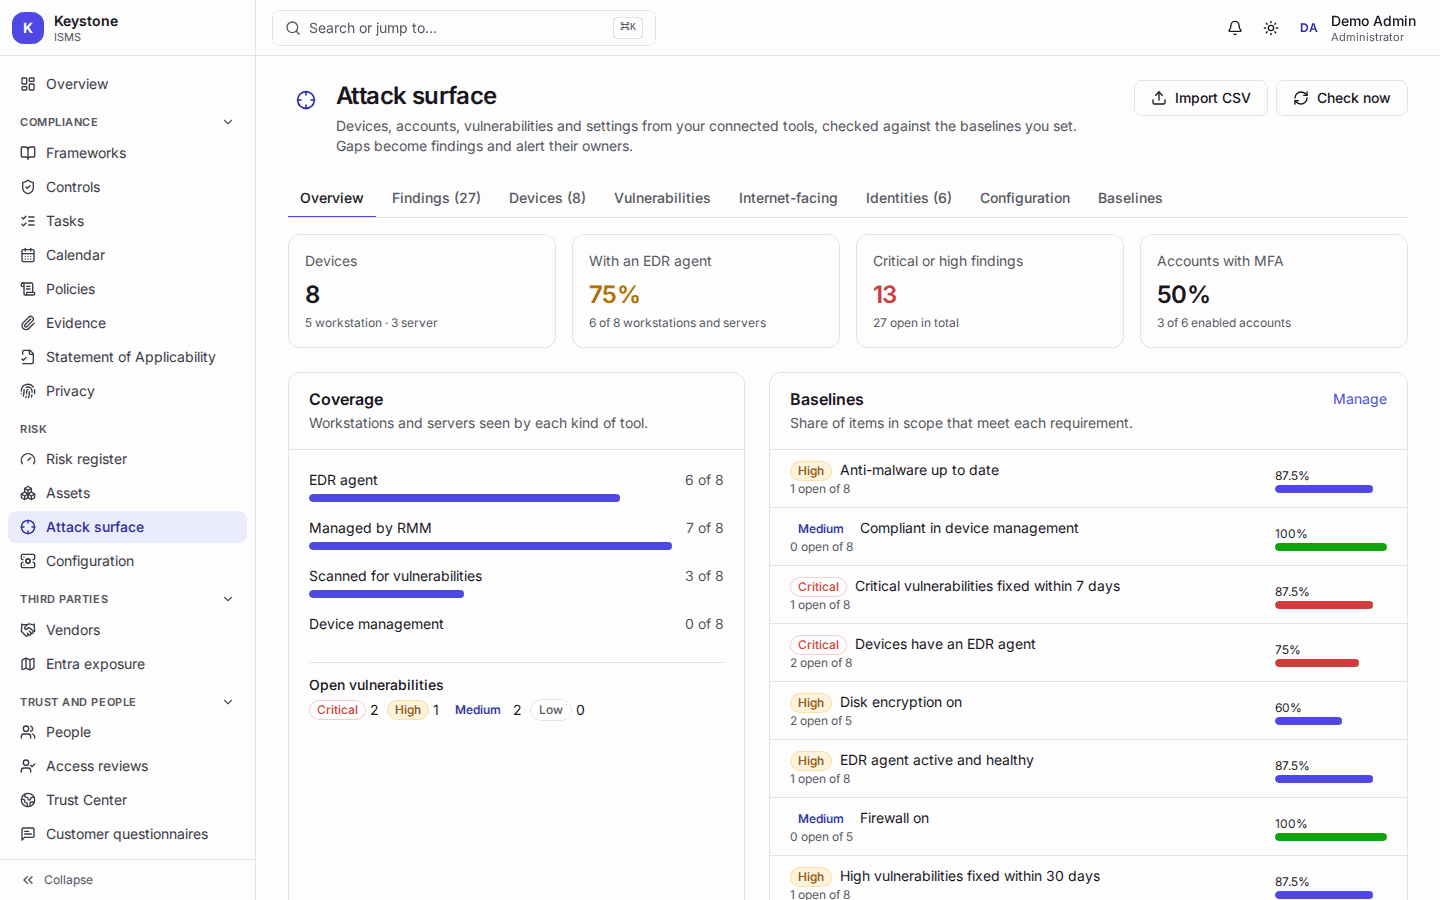 K
Keystone
ISMS
Search or jump to...
⌘K
DA
Demo Admin
Administrator
Overview
COMPLIANCE
Frameworks
Controls
Tasks
Calendar
Policies
Evidence
Statement of Applicability
Privacy
RISK
Risk register
Assets
Attack surface
Configuration
THIRD PARTIES
Vendors
Entra exposure
TRUST AND PEOPLE
People
Access reviews
Trust Center
Customer questionnaires
Collapse
Attack surface
Devices, accounts, vulnerabilities and settings from your connected tools, checked against the baselines you set.
Gaps become findings and alert their owners.
Import CSV
Check now
Overview
Findings (27)
Devices (8)
Vulnerabilities
Internet-facing
Identities (6)
Configuration
Baselines
Devices
8
5 workstation · 3 server
With an EDR agent
75%
6 of 8 workstations and servers
Critical or high findings
13
27 open in total
Accounts with MFA
50%
3 of 6 enabled accounts
Coverage
Workstations and servers seen by each kind of tool.
EDR agent 6 of 8
Managed by RMM 7 of 8
Scanned for vulnerabilities 3 of 8
Device management 0 of 8
Open vulnerabilities
Critical 2 High 1 Medium 2 Low 0
Baselines
Manage
Share of items in scope that meet each requirement.
High Anti-malware up to date
1 open of 8
87.5%
Medium Compliant in device management
0 open of 8
100%
Critical Critical vulnerabilities fixed within 7 days
1 open of 8
87.5%
Critical Devices have an EDR agent
2 open of 8
75%
High Disk encryption on
2 open of 5
60%
High EDR agent active and healthy
1 open of 8
87.5%
Medium Firewall on
0 open of 5
100%
High High vulnerabilities fixed within 30 days
1 open of 8
87.5%